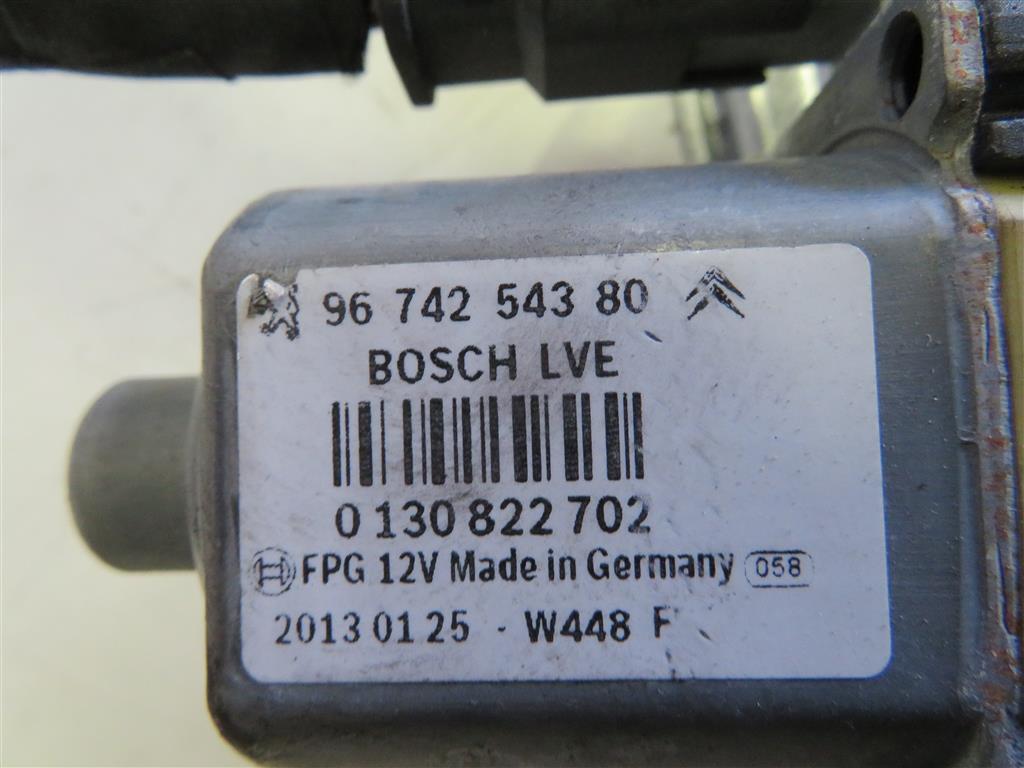 96 742 543 80
BOSCH LVE
0 130 822 702
FPG 12V Made in Germany 058
2013 01 25 - W448 F